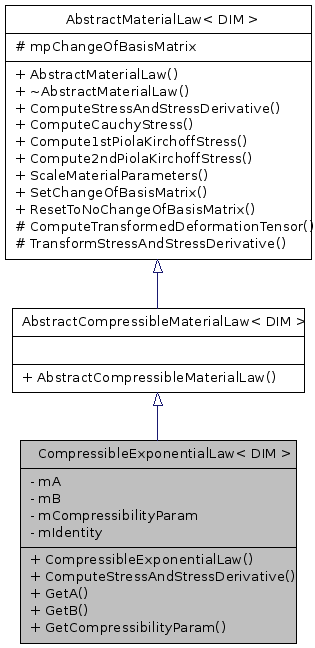 AbstractMaterialLaw< DIM >
# mpChangeOfBasisMatrix
+ AbstractMaterialLaw()
+ ~AbstractMaterialLaw()
+ ComputeStressAndStressDerivative()
+ ComputeCauchyStress()
+ Compute1stPiolaKirchoffStress()
+ Compute2ndPiolaKirchoffStress()
+ ScaleMaterialParameters()
+ SetChangeOfBasisMatrix()
+ ResetToNoChangeOfBasisMatrix()
# ComputeTransformedDeformationTensor()
# TransformStressAndStressDerivative()
AbstractCompressibleMaterialLaw< DIM >
+ AbstractCompressibleMaterialLaw()
CompressibleExponentialLaw< DIM >
- mA
- mB
- mCompressibilityParam
- mIdentity
+ CompressibleExponentialLaw()
+ ComputeStressAndStressDerivative()
+ GetA()
+ GetB()
+ GetCompressibilityParam()